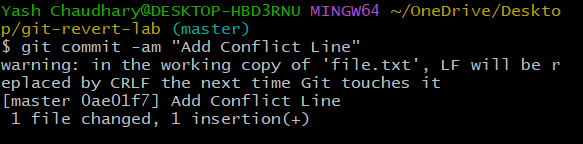 Yash Chaudhary@DESKTOP-HBD3RNU MINGW64 ~/OneDrive/Deskto
p/git-revert-lab (master)
$ git commit -am "Add Conflict Line"
warning: in the working copy of 'file.txt', LF will be r
eplaced by CRLF the next time Git touches it
[master 0ae01f7] Add Conflict Line
 1 file changed, 1 insertion(+)